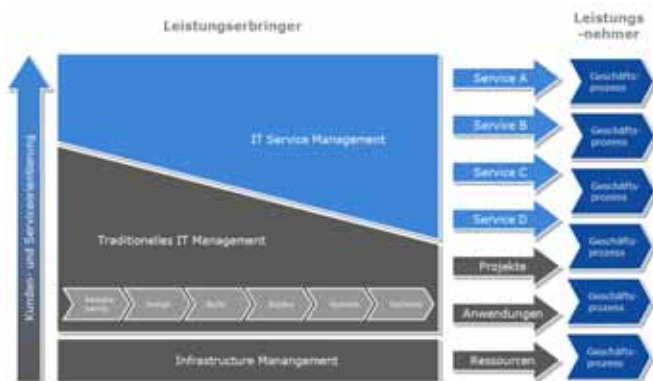 Leistungserbringer
Leistungs
-nehmer
Kunden- und Serviceorientierung
IT Service Management
Traditionelles IT Management
Design
Build
Deploy
Operate
Optimize
Infrastructure Manangement
Service A
Service B
Service C
Service D
Projekte
Anwendungen
Ressourcen
Geschäfts-
prozess
Geschäfts-
prozess
Geschäfts-
prozess
Geschäfts-
prozess
Geschäfts-
prozess
Geschäfts-
prozess
Geschäfts-
prozess